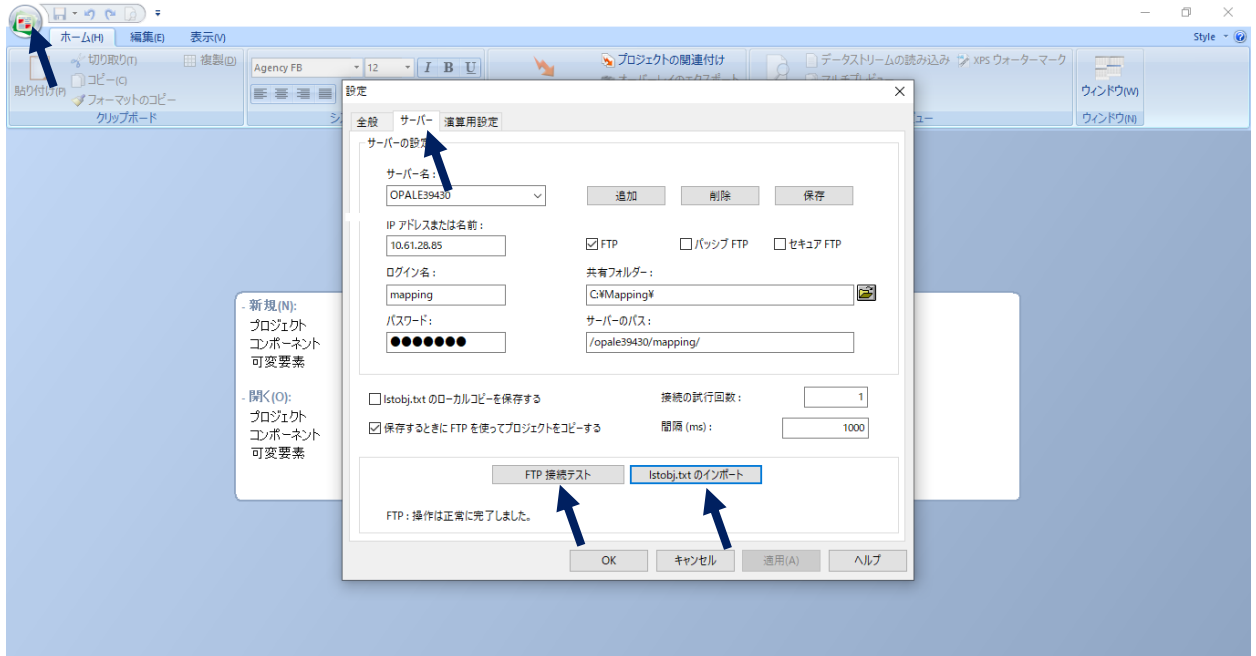 ホーム(H) 編集(E) 表示(V) Style
切り取り(T) 複製(D)
コピー(C)
貼り付け(P)
フォーマットのコピー
クリップボード
Agency FB 12 I B U
プロジェクトの関連付け
データストリームの読み込み XPS ウォーターマーク
ウィンドウ(W)
ウィンドウ(N)
設定
全般 サーバー 演算用設定
サーバーの設定
サーバー名 :
OPALE39430 追加 削除 保存
IP アドレスまたは名前 :
10.61.28.85 FTP パッシブ FTP セキュア FTP
ログイン名 : 共有フォルダー :
mapping C:¥Mapping¥
パスワード : サーバーのパス :
●●●●●●● /opale39430/mapping/
lstobj.txt のローカルコピーを保存する 接続の試行回数 : 1
保存するときに FTP を使ってプロジェクトをコピーする 間隔 (ms) : 1000
FTP 接続テスト lstobj.txt のインポート
FTP : 操作は正常に完了しました。
OK キャンセル 適用(A) ヘルプ
- 新規(N):
プロジェクト
コンポーネント
可変要素
- 開く(O):
プロジェクト
コンポーネント
可変要素